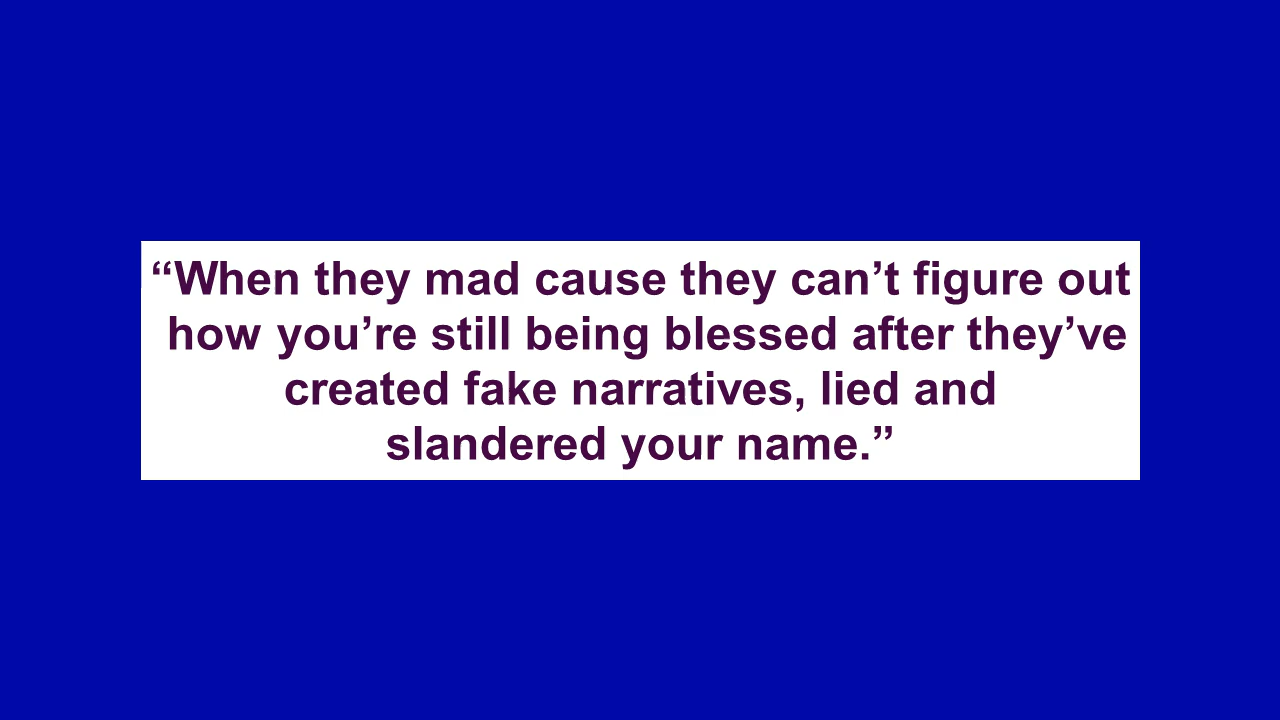 “When they mad cause they can’t figure out
how you’re still being blessed after they’ve
created fake narratives, lied and
slandered your name.”